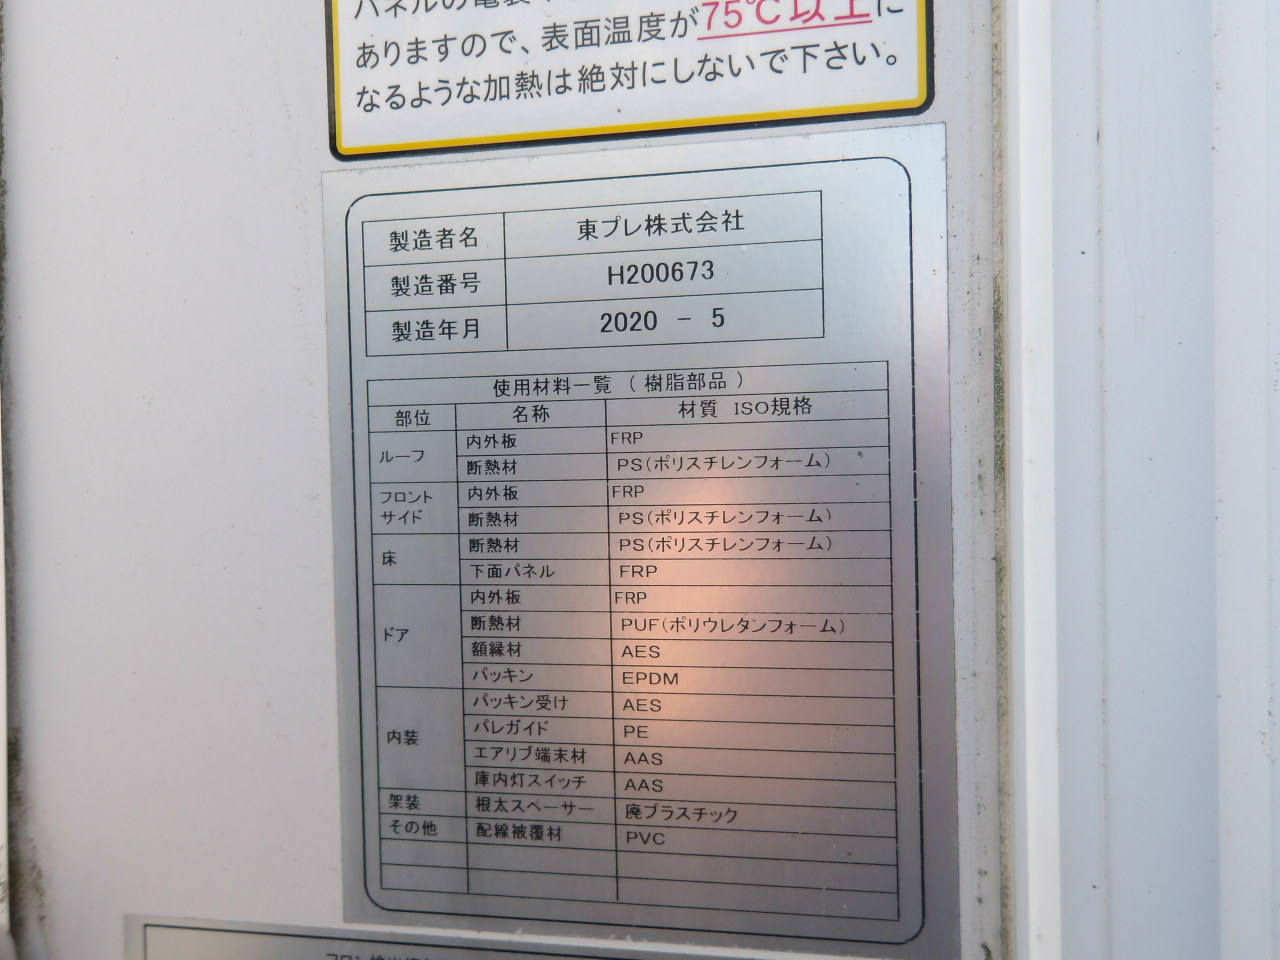 パネルの
75℃以上に
ありますので、表面温度が
なるような加熱は絶対にしないで下さい。
製造者名 東プレ株式会社
製造番号 H200673
製造年月 2020 - 5
使用材料一覧 ( 樹脂部品 )
部位 名称 材質 ISO規格
ルーフ 内外板 FRP
断熱材 PS(ポリスチレンフォーム)
フロント サイド 内外板 FRP
断熱材 PS(ポリスチレンフォーム)
床 断熱材 PS(ポリスチレンフォーム)
下面パネル FRP
ドア 内外板 FRP
断熱材 PUF(ポリウレタンフォーム)
額縁材 AES
パッキン EPDM
内装 パッキン受け AES
パレガイド PE
エアリブ端末材 AAS
庫内灯スイッチ AAS
架装 根太スペーサー 廃プラスチック
その他 配線被覆材 PVC